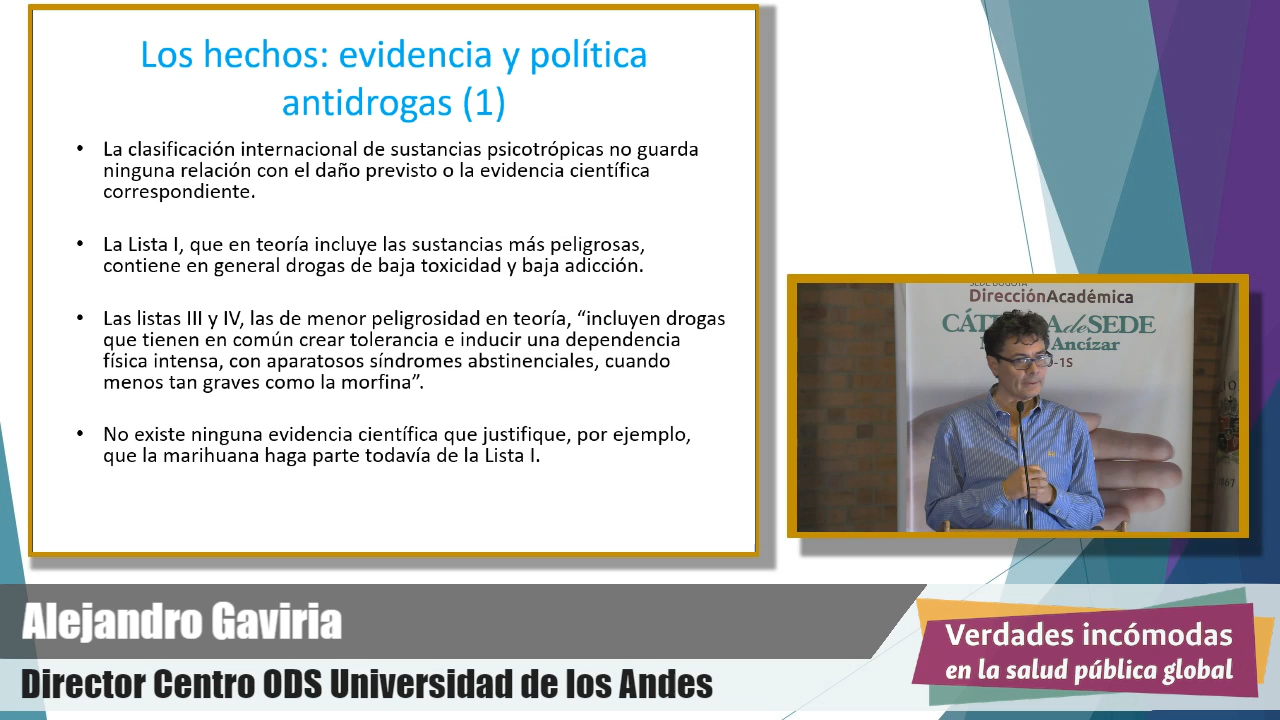 Los hechos: evidencia y política
antidrogas (1)
• La clasificación internacional de sustancias psicotrópicas no guarda
ninguna relación con el daño previsto o la evidencia científica
correspondiente.
• La Lista I, que en teoría incluye las sustancias más peligrosas,
contiene en general drogas de baja toxicidad y baja adicción.
• Las listas III y IV, las de menor peligrosidad en teoría, “incluyen drogas
que tienen en común crear tolerancia e inducir una dependencia
física intensa, con aparatosos síndromes abstinenciales, cuando
menos tan graves como la morfina”.
• No existe ninguna evidencia científica que justifique, por ejemplo,
que la marihuana haga parte todavía de la Lista I.
DirecciónAcadémica
deSEDE
Ancízar
Alejandro Gaviria
Director Centro ODS Universidad de los Andes
Verdades incómodas
en la salud pública global